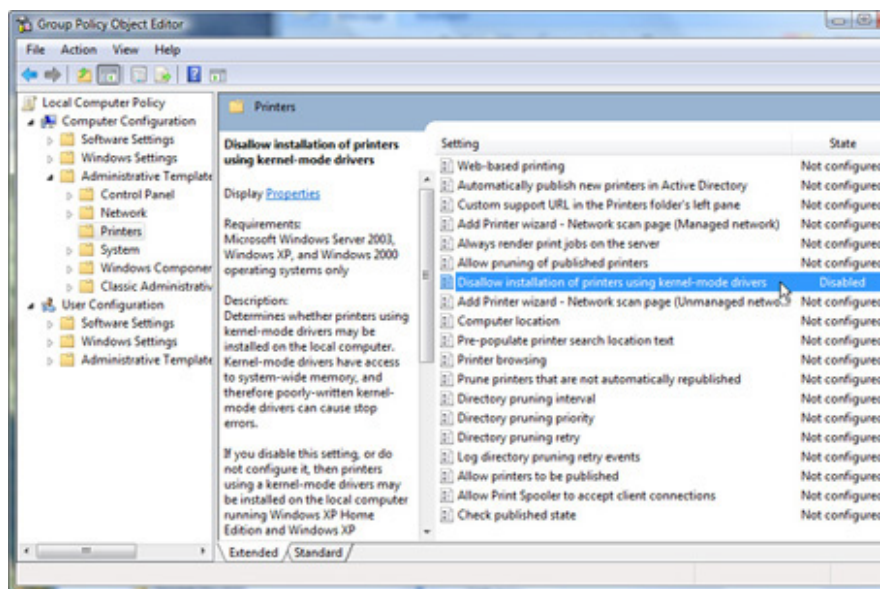 Group Policy Object Editor
File Action View Help
Local Computer Policy
Computer Configuration
Software Settings
Windows Settings
Administrative Template
Control Panel
Network
Printers
System
Windows Componer
Classic Administrativ
User Configuration
Software Settings
Windows Settings
Administrative Template
Printers
Disallow installation of printers
using kernel-mode drivers
Display Properties
Requirements:
Microsoft Windows Server 2003,
Windows XP, and Windows 2000
operating systems only
Description:
Determines whether printers using
kernel-mode drivers may be
installed on the local computer.
Kernel-mode drivers have access
to system-wide memory, and
therefore poorly-written kernel-
mode drivers can cause stop
errors.
If you disable this setting, or do
not configure it, then printers
using a kernel-mode drivers may
be installed on the local computer
running Windows XP Home
Edition and Windows XP
Setting State
Web-based printing Not configured
Automatically publish new printers in Active Directory Not configured
Custom support URL in the Printers folder's left pane Not configured
Add Printer wizard - Network scan page (Managed network) Not configured
Always render print jobs on the server Not configured
Allow pruning of published printers Not configured
Disallow installation of printers using kernel-mode drivers Disabled
Add Printer wizard - Network scan page (Unmanaged netwo Not configured
Computer location Not configured
Pre-populate printer search location text Not configured
Printer browsing Not configured
Prune printers that are not automatically republished Not configured
Directory pruning interval Not configured
Directory pruning priority Not configured
Directory pruning retry Not configured
Log directory pruning retry events Not configured
Allow printers to be published Not configured
Allow Print Spooler to accept client connections Not configured
Check published state Not configured
Extended Standard